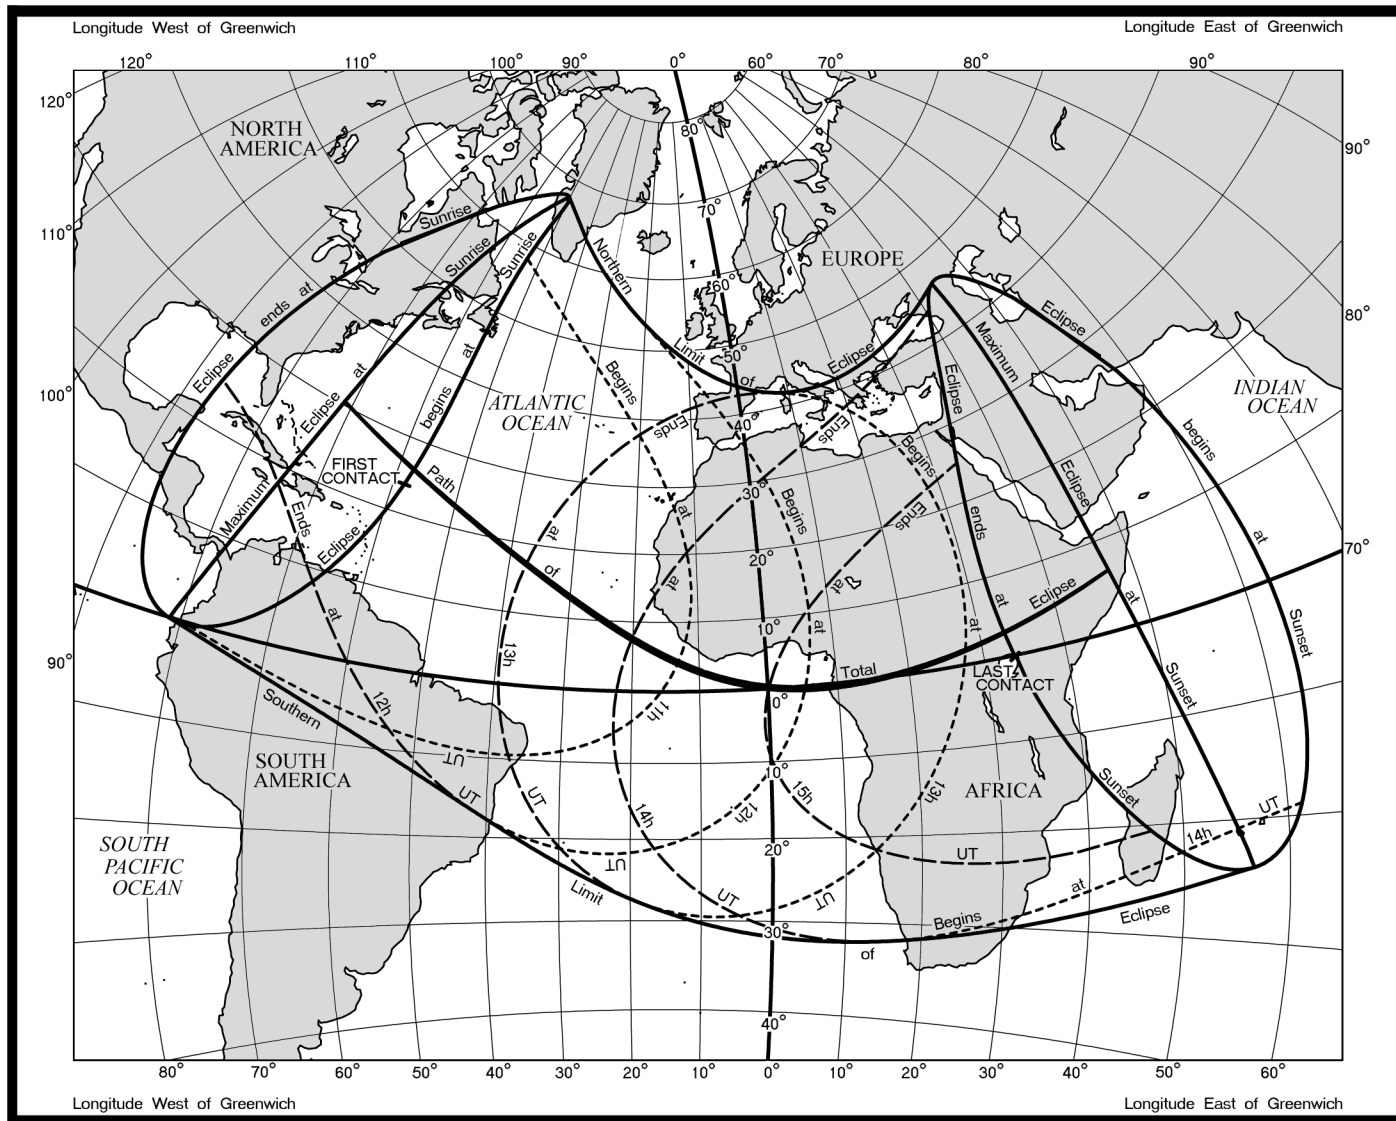 Longitude West of Greenwich
Longitude East of Greenwich
120° 110° 100° 90° 0° 60° 70° 80° 90°
120°
110°
100°
90°
90°
80°
70°
NORTH
AMERICA
EUROPE
ATLANTIC
OCEAN
INDIAN
OCEAN
SOUTH
AMERICA
AFRICA
SOUTH
PACIFIC
OCEAN
80°
70°
60°
50°
40°
30°
20°
10°
0°
10°
20°
30°
40°
Eclipse ends at Sunrise
Maximum Eclipse at Sunrise
Eclipse begins at Sunrise
Northern Limit of Eclipse
Eclipse ends at Sunset
Maximum Eclipse at Sunset
Eclipse begins at Sunset
FIRST
CONTACT
LAST
CONTACT
Path of Total Eclipse
Southern Limit of Eclipse
Begins at 11h UT
Begins at 12h UT
Begins at 13h UT
Begins at 14h UT
Ends at 12h UT
Ends at 13h UT
Ends at 14h UT
Ends at 15h UT
80° 70° 60° 50° 40° 30° 20° 10° 0° 10° 20° 30° 40° 50° 60°
Longitude West of Greenwich
Longitude East of Greenwich